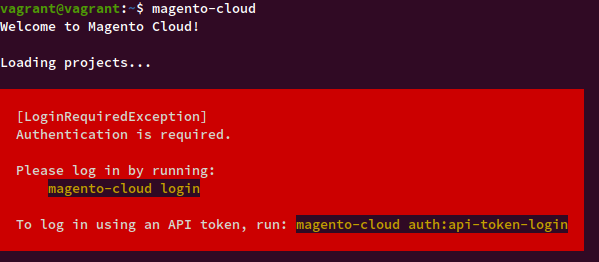 vagrant@vagrant:~$ magento-cloud
Welcome to Magento Cloud!
Loading projects...
[LoginRequiredException]
Authentication is required.
Please log in by running:
magento-cloud login
To log in using an API token, run: magento-cloud auth:api-token-login